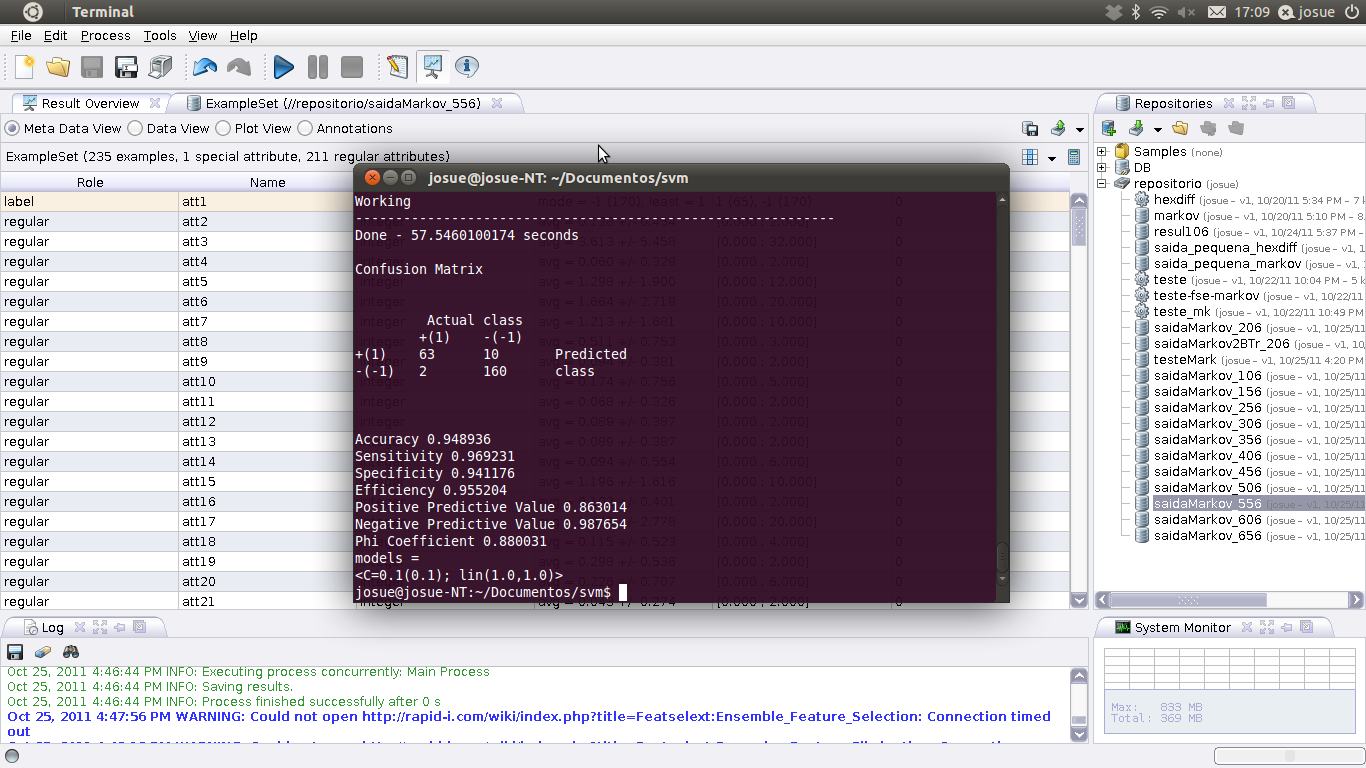 Terminal
17:09 josue
File Edit Process Tools View Help
Result Overview ExampleSet (//repositorio/saidaMarkov_556) Repositories
Meta Data View Data View Plot View Annotations
ExampleSet (235 examples, 1 special attribute, 211 regular attributes)
Role Name
label att1
regular att2
regular att3
regular att4
regular att5
regular att6
regular att7
regular att8
regular att9
regular att10
regular att11
regular att12
regular att13
regular att14
regular att15
regular att16
regular att17
regular att18
regular att19
regular att20
regular att21
josue@josue-NT: ~/Documentos/svm
Working
----------------------------------------------------------------
Done - 57.5460100174 seconds
Confusion Matrix
Actual class
+(1) -(-1)
+(1) 63 10 Predicted
-(-1) 2 160 class
Accuracy 0.948936
Sensitivity 0.969231
Specificity 0.941176
Efficiency 0.955204
Positive Predictive Value 0.863014
Negative Predictive Value 0.987654
Phi Coefficient 0.880031
models =
<C=0.1(0.1); lin(1.0,1.0)>
josue@josue-NT:~/Documentos/svm$
Samples (none)
DB
repositorio (josue)
hexdiff (josue – v1, 10/20/11 5:34 PM – 7
markov (josue – v1, 10/20/11 5:10 PM – 8
resul106 (josue – v1, 10/24/11 5:37 PM –
saida_pequena_hexdiff (josue – v1,
saida_pequena_markov (josue – v1,
teste (josue – v1, 10/22/11 10:04 PM – 5
teste-fse-markov (josue – v1, 10/22/11
teste_mk (josue – v1, 10/22/11 10:49 PM
saidaMarkov_206 (josue – v1, 10/25/11
saidaMarkov2BTr_206 (josue – v1,
testeMark (josue – v1, 10/25/11 4:20 PM –
saidaMarkov_106 (josue – v1, 10/25/11
saidaMarkov_156 (josue – v1, 10/25/11
saidaMarkov_256 (josue – v1, 10/25/11
saidaMarkov_306 (josue – v1, 10/25/11
saidaMarkov_356 (josue – v1, 10/25/11
saidaMarkov_406 (josue – v1, 10/25/11
saidaMarkov_456 (josue – v1, 10/25/11
saidaMarkov_506 (josue – v1, 10/25/11
saidaMarkov_556 (josue – v1, 10/25/11
saidaMarkov_606 (josue – v1, 10/25/11
saidaMarkov_656 (josue – v1, 10/25/11
Log
Oct 25, 2011 4:46:44 PM INFO: Executing process concurrently: Main Process
Oct 25, 2011 4:46:44 PM INFO: Saving results.
Oct 25, 2011 4:46:44 PM INFO: Process finished successfully after 0 s
Oct 25, 2011 4:47:56 PM WARNING: Could not open http://rapid-i.com/wiki/index.php?title=Featselext:Ensemble_Feature_Selection: Connection timed
out
System Monitor
Max: 833 MB
Total: 369 MB